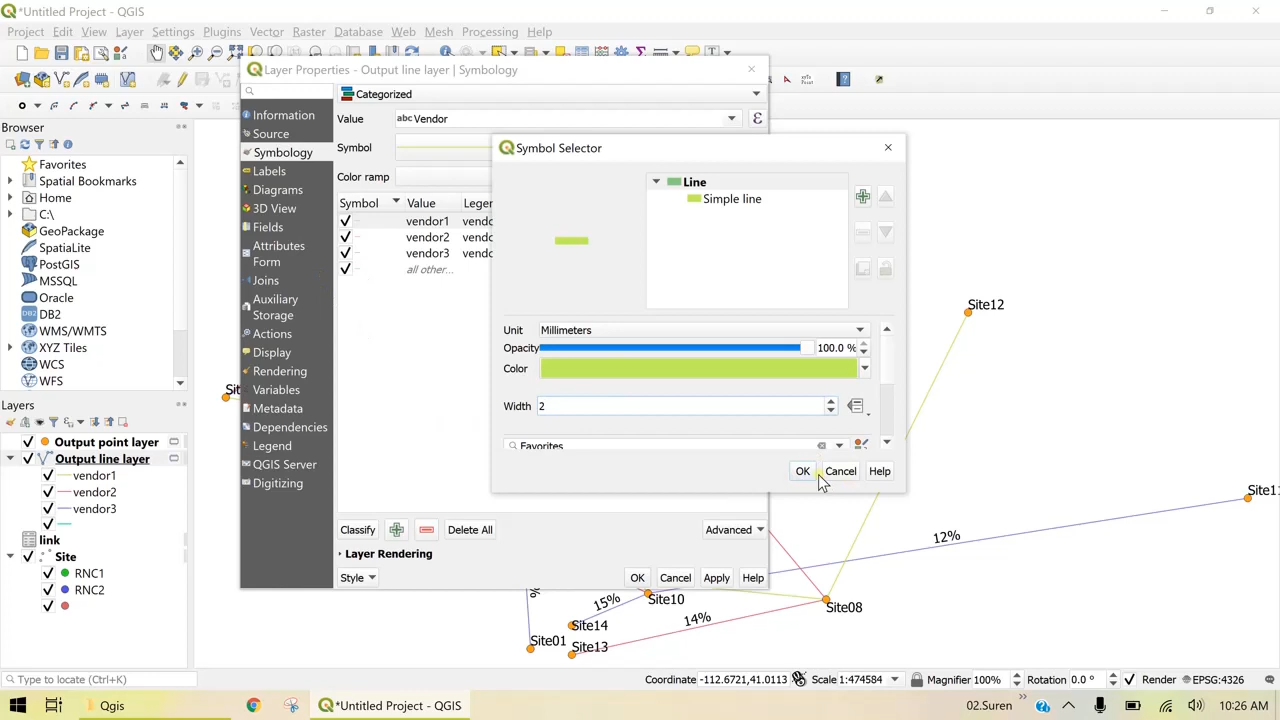 *Untitled Project - QGIS
Project Edit View Layer Settings Plugins Vector Raster Database Web Mesh Processing Help
Layer Properties - Output line layer | Symbology
Browser
Favorites
Spatial Bookmarks
Home
C:\
GeoPackage
SpatiaLite
PostGIS
MSSQL
Oracle
DB2
DB2
WMS/WMTS
XYZ Tiles
WCS
WFS
Layers
Output point layer
Output line layer
vendor1
vendor2
vendor3
link
Site
RNC1
RNC2
Information
Source
Symbology
Labels
Diagrams
3D View
Fields
Attributes
Form
Joins
Auxiliary
Storage
Actions
Display
Rendering
Variables
Metadata
Dependencies
Legend
QGIS Server
Digitizing
Categorized
Value abc Vendor ε
Symbol
Color ramp
Symbol Value Legen
vendor1 vendo
vendor2 vendo
vendor3 vendo
all other...
Classify Delete All Advanced
Layer Rendering
Style OK Cancel Apply Help
Symbol Selector
Line
Simple line
Unit Millimeters
Opacity 100.0 %
Color
Width 2
Favorites
OK Cancel Help
Site12
12%
Site10
15%
Site08
Site14
14%
Site01
Site13
%
Type to locate (Ctrl+K)
Coordinate -112.6721,41.0113 Scale 1:474584 Magnifier 100% Rotation 0.0 ° Render EPSG:4326
Qgis
*Untitled Project - QGIS
02.Suren
10:26 AM